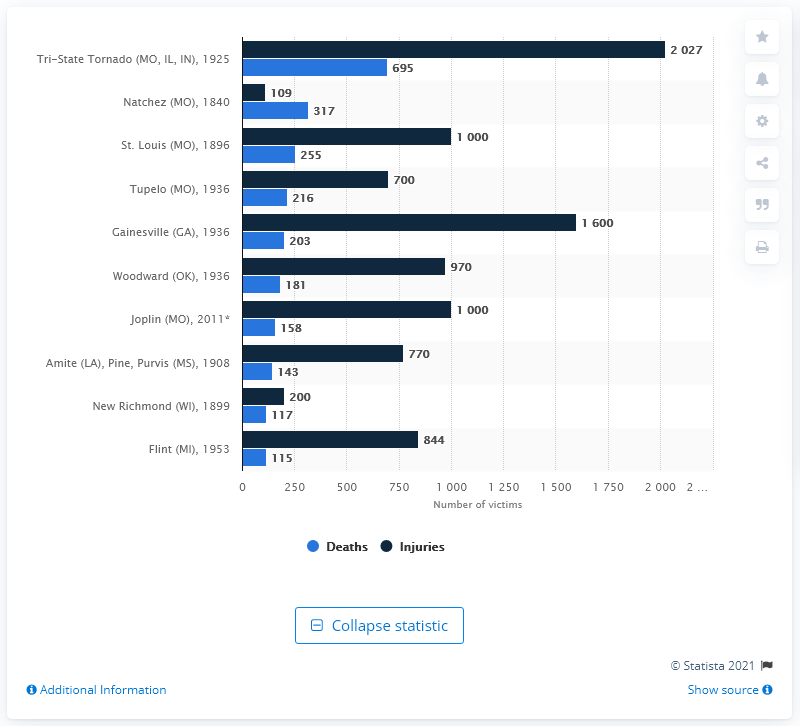 Tri-State Tornado (MO, IL, IN), 1925
2 027
695
Natchez (MO), 1840
109
317
St. Louis (MO), 1896
1 000
255
Tupelo (MO), 1936
700
216
Gainesville (GA), 1936
1 600
203
Woodward (OK), 1936
970
181
Joplin (MO), 2011*
1 000
158
Amite (LA), Pine, Purvis (MS), 1908
770
143
New Richmond (WI), 1899
200
117
Flint (MI), 1953
844
115
0 250 500 750 1 000 1 250 1 500 1 750 2 000 2 ...
Number of victims
Deaths Injuries
Collapse statistic
© Statista 2021
Additional Information
Show source